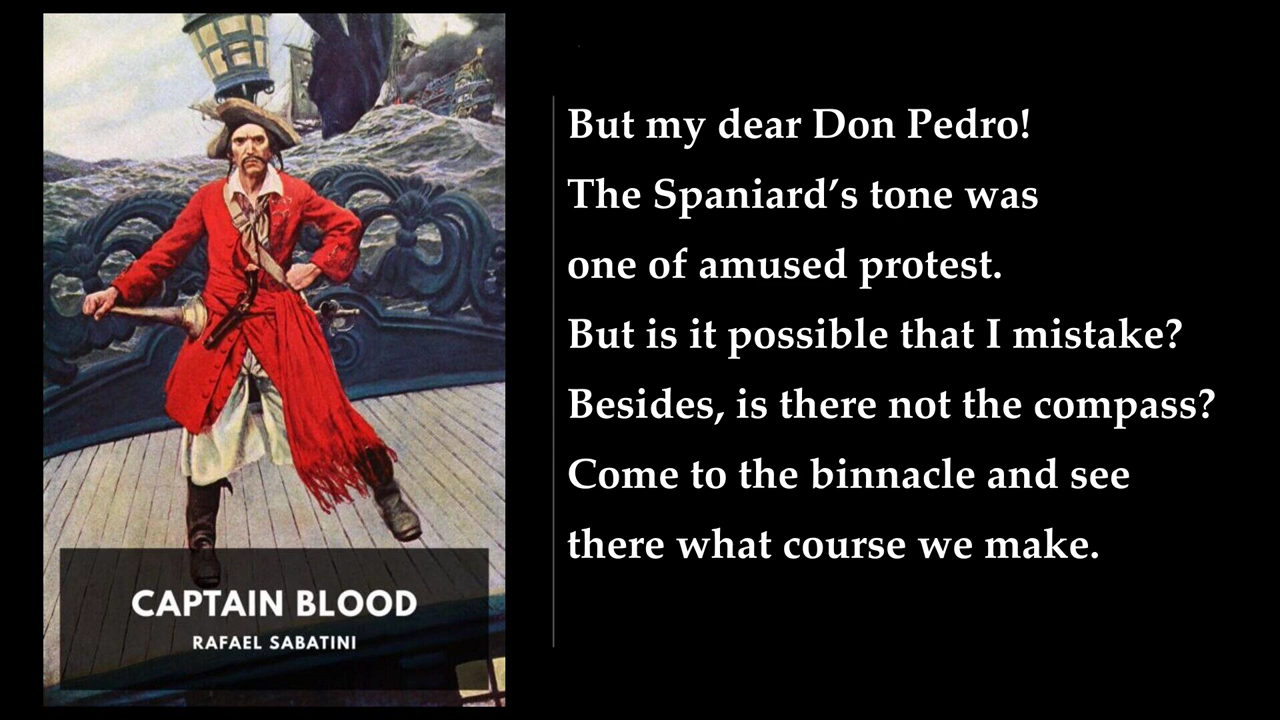 CAPTAIN BLOOD
RAFAEL SABATINI
But my dear Don Pedro!
The Spaniard’s tone was
one of amused protest.
But is it possible that I mistake?
Besides, is there not the compass?
Come to the binnacle and see
there what course we make.